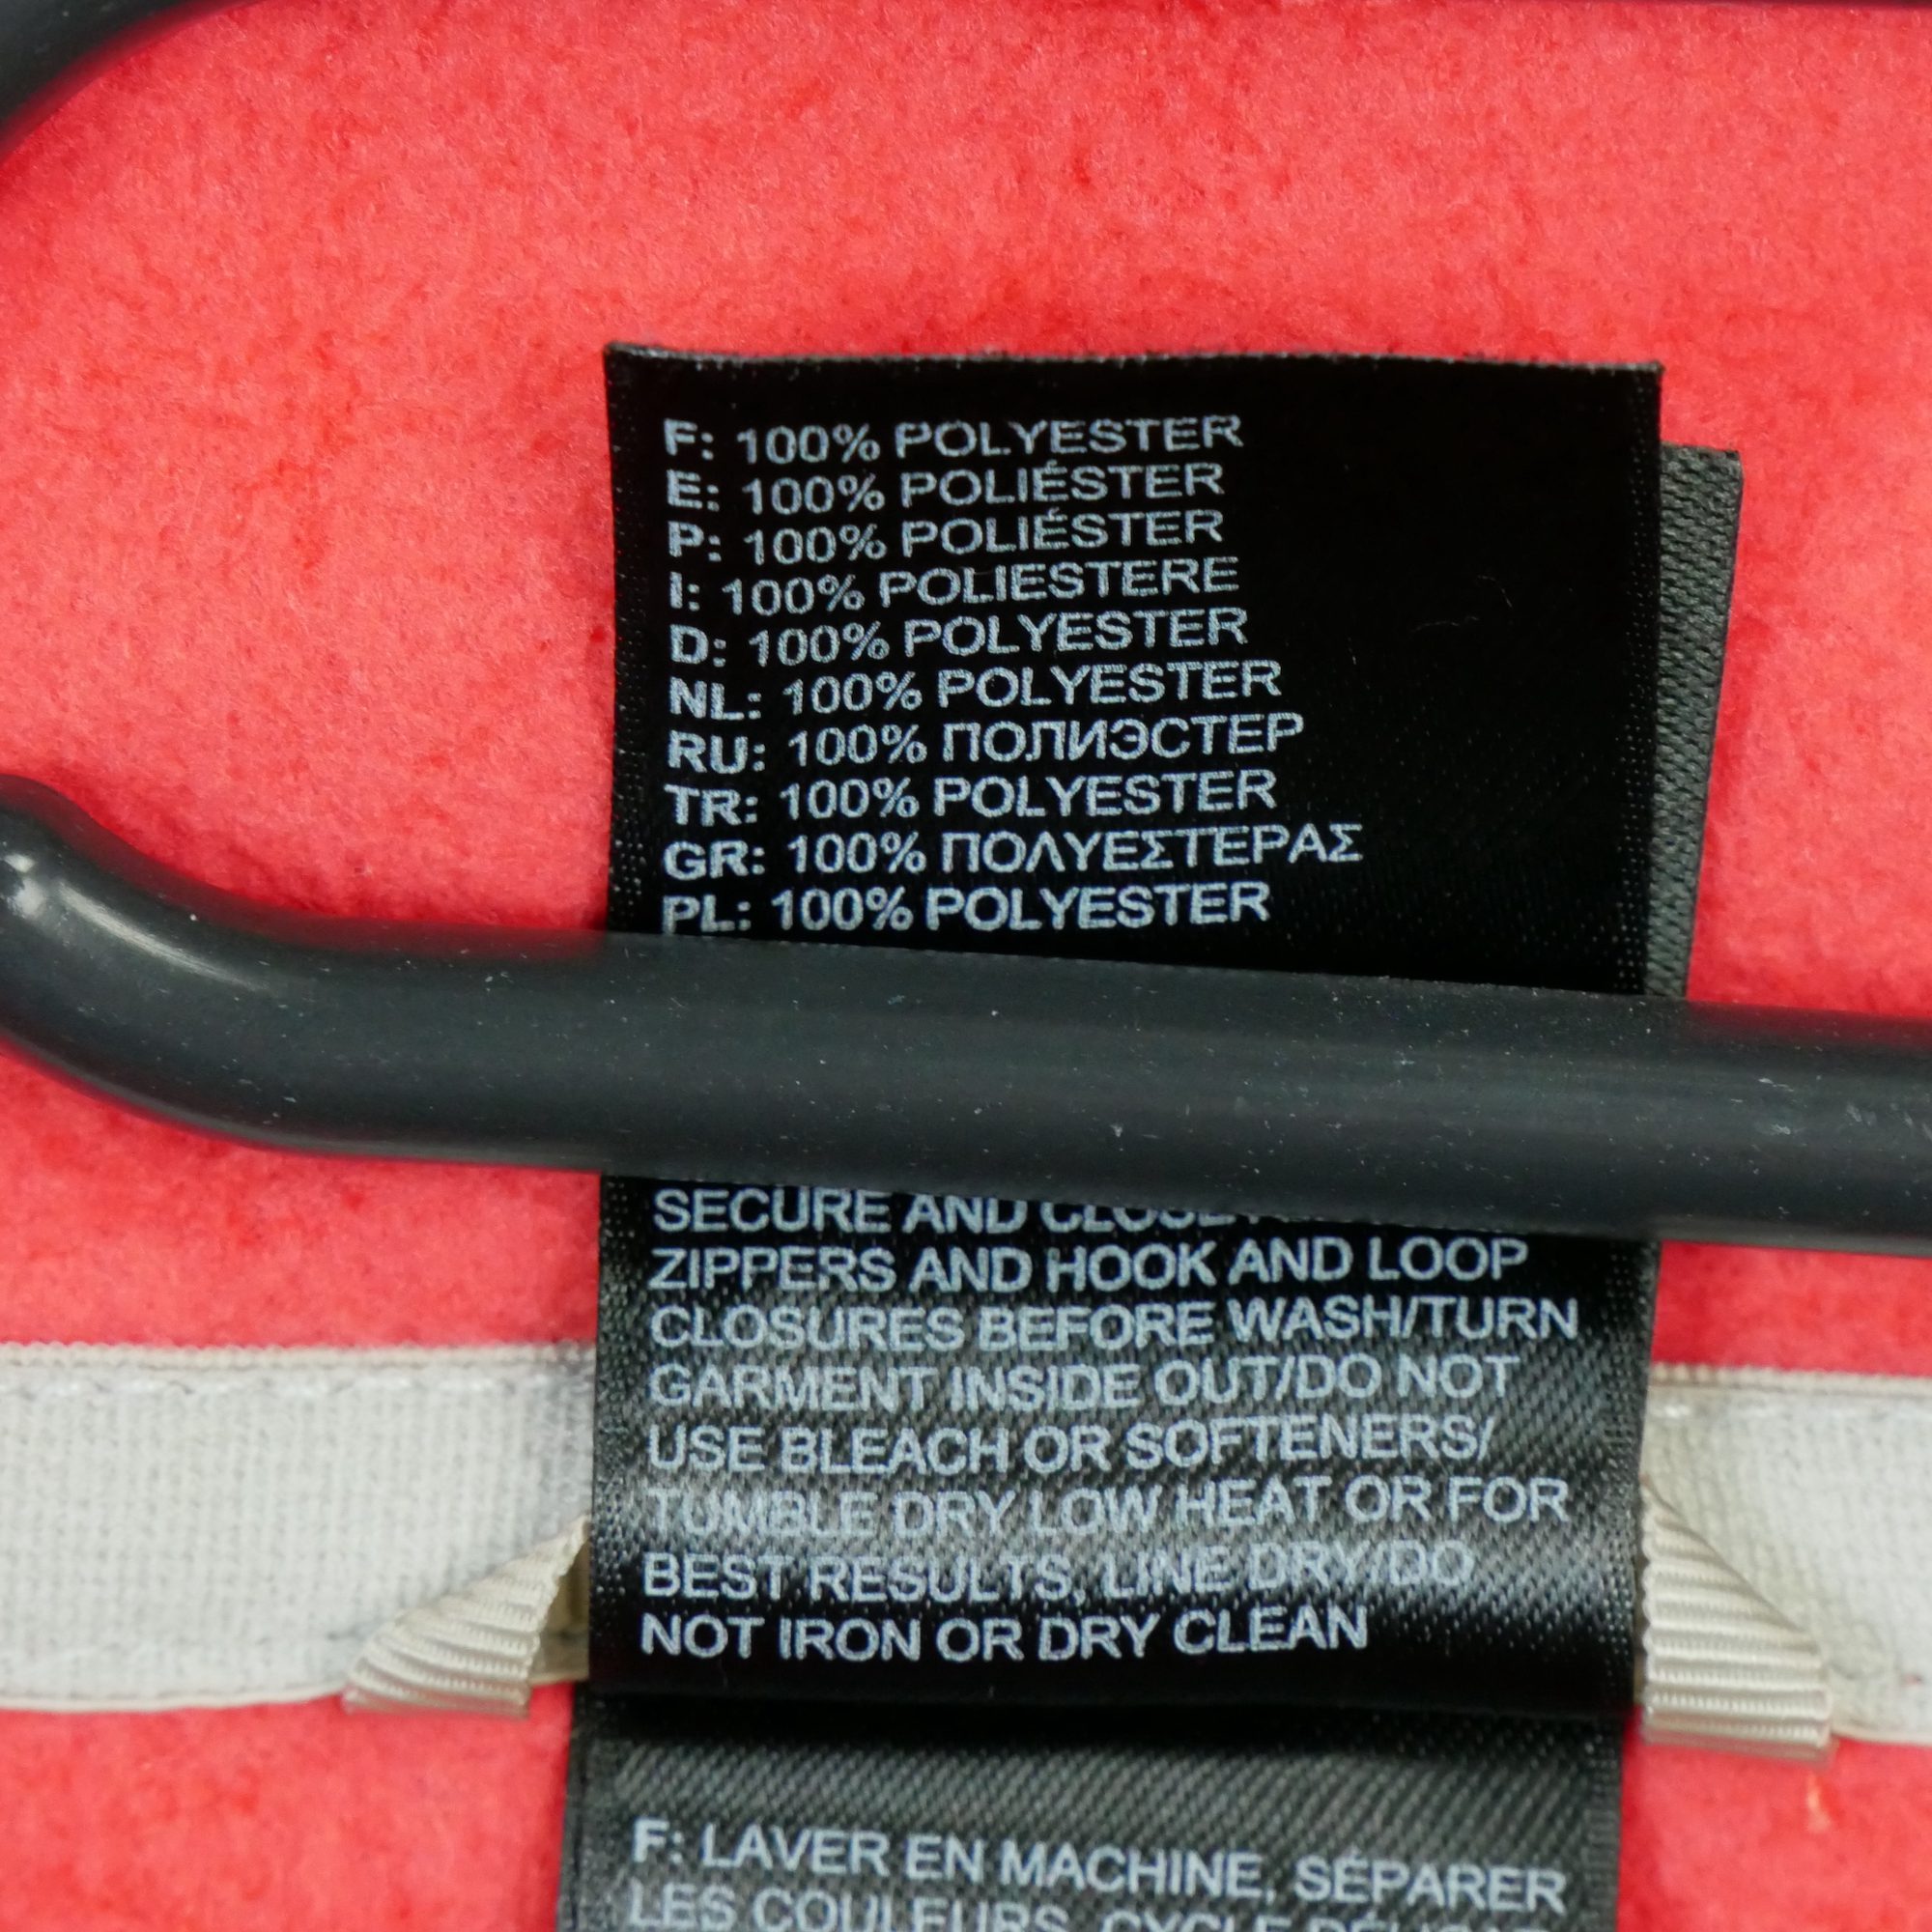 F: 100% POLYESTER
E: 100% POLIÉSTER
P: 100% POLIÉSTER
I: 100% POLIESTERE
D: 100% POLYESTER
NL: 100% POLYESTER
RU: 100% ПОЛИЭСТЕР
TR: 100% POLYESTER
GR: 100% ΠΟΛΥΕΣΤΕΡΑΣ
PL: 100% POLYESTER
SECURE AND
ZIPPERS AND HOOK AND LOOP
CLOSURES BEFORE WASH/TURN
GARMENT INSIDE OUT/DO NOT
USE BLEACH OR SOFTENERS/
TUMBLE DRY LOW HEAT OR FOR
BEST RESULTS, LINE DRY/DO
NOT IRON OR DRY CLEAN
F: LAVER EN MACHINE, SÉPARER
LES COULEURS, CYCLE